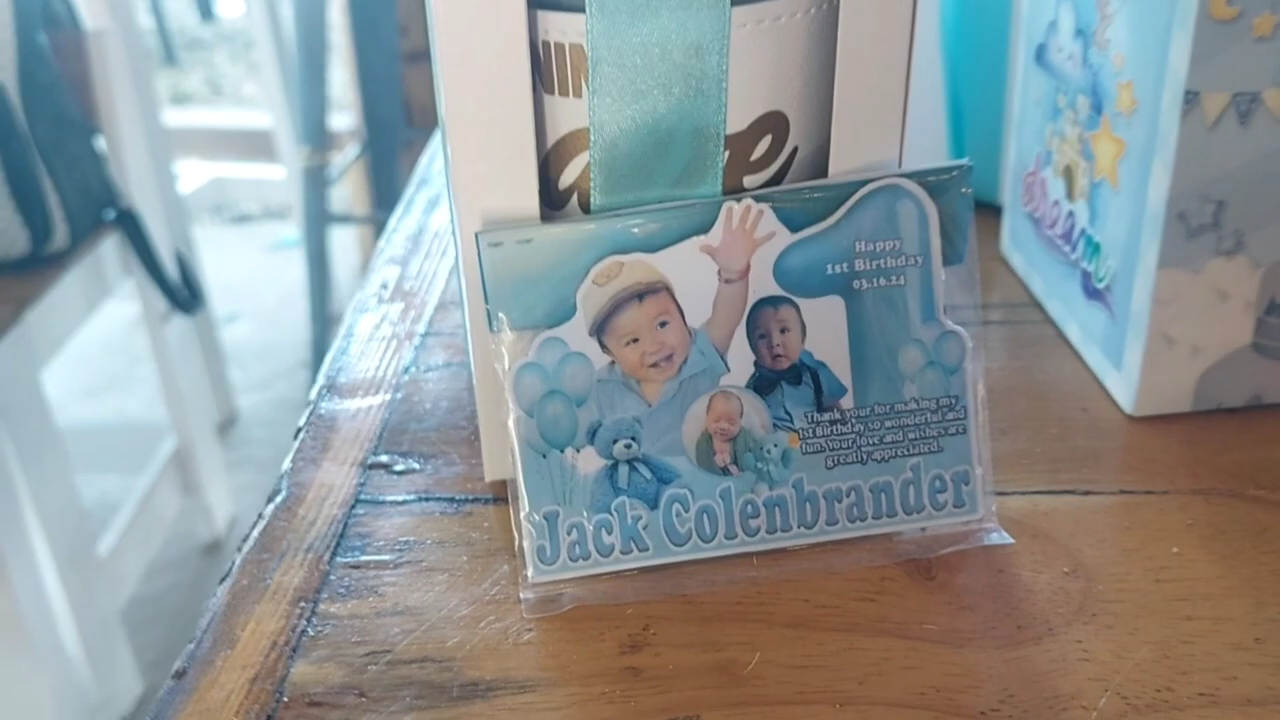 NIN
Happy
1st Birthday
03.16.24
Thank your for making my
1st Birthday so wonderful and
fun. Your love and wishes are
greatly appreciated.
Jack Colenbrander
Dream